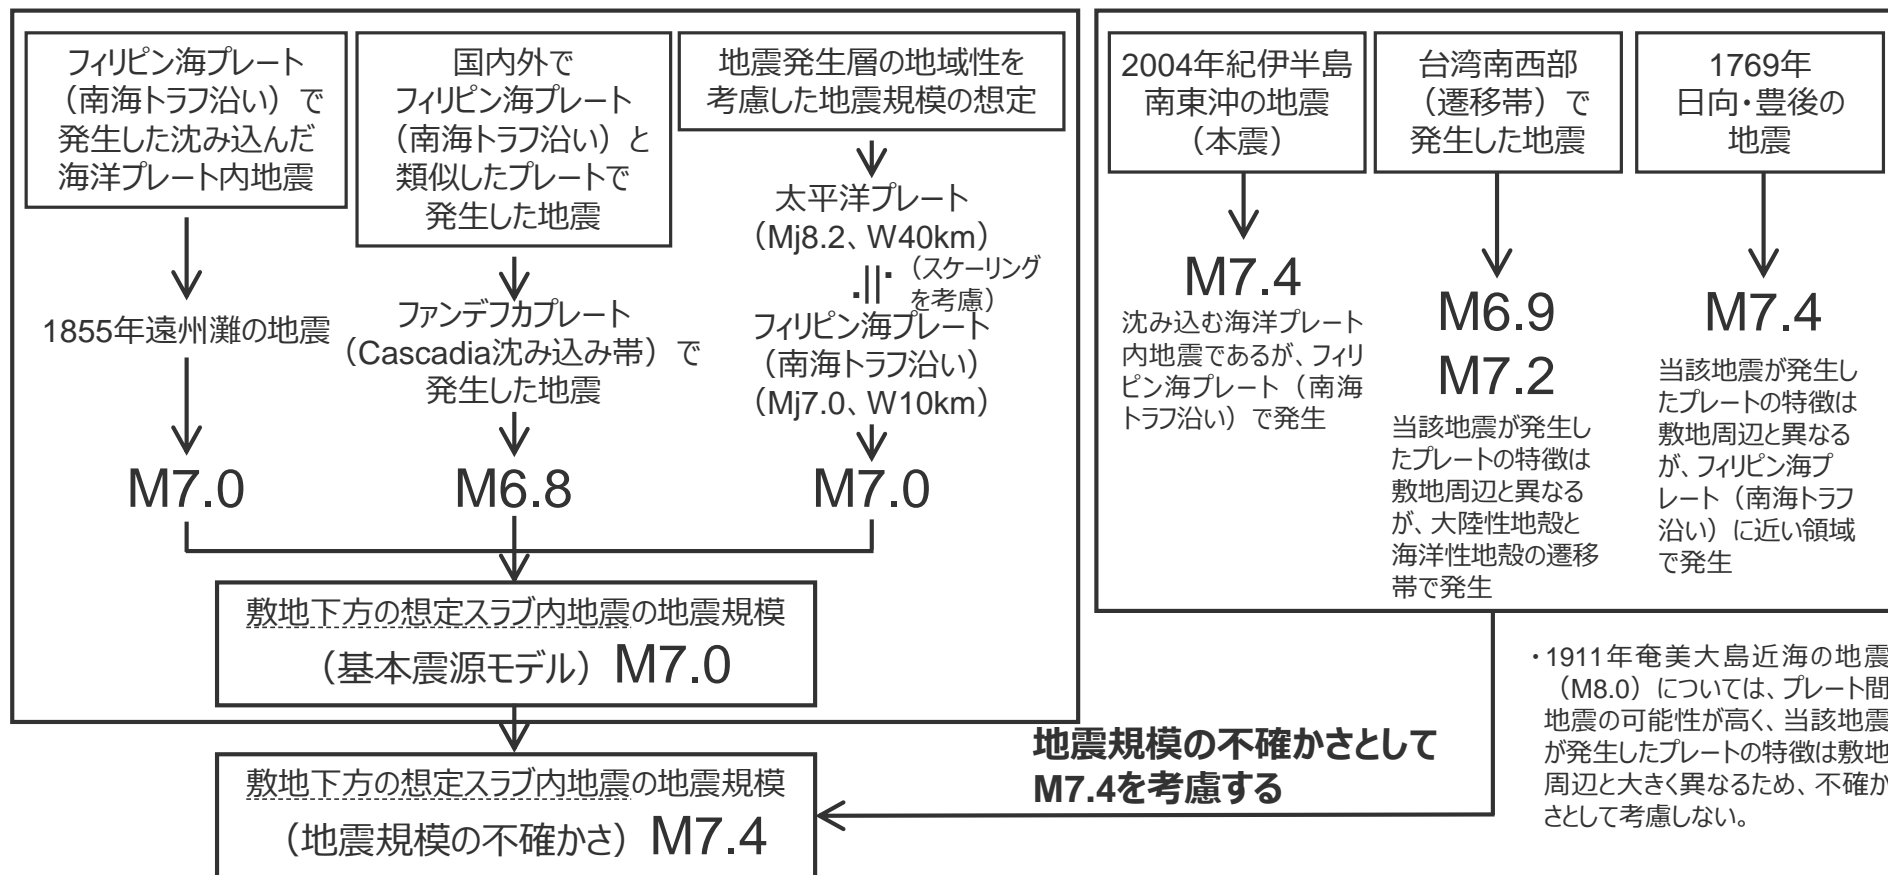 フィリピン海プレート
（南海トラフ沿い）で
発生した沈み込んだ
海洋プレート内地震
1855年遠州灘の地震
M7.0
国内外で
フィリピン海プレート
（南海トラフ沿い）と
類似したプレートで
発生した地震
ファンデフカプレート
（Cascadia沈み込み帯）で
発生した地震
M6.8
地震発生層の地域性を
考慮した地震規模の想定
太平洋プレート
（Mj8.2、W40km）
（スケーリング
を考慮）
フィリピン海プレート
（南海トラフ沿い）
（Mj7.0、W10km）
M7.0
敷地下方の想定スラブ内地震の地震規模
（基本震源モデル）M7.0
敷地下方の想定スラブ内地震の地震規模
（地震規模の不確かさ）M7.4
2004年紀伊半島
南東沖の地震
（本震）
M7.4
沈み込む海洋プレート
内地震であるが、フィリ
ピン海プレート（南海
トラフ沿い）で発生
台湾南西部
（遷移帯）で
発生した地震
M6.9
M7.2
当該地震が発生し
たプレートの特徴は
敷地周辺と異なる
が、大陸性地殻と
海洋性地殻の遷移
帯で発生
1769年
日向・豊後の
地震
M7.4
当該地震が発生し
たプレートの特徴は
敷地周辺と異なる
が、フィリピン海プ
レート（南海トラフ
沿い）に近い領域
で発生
地震規模の不確かさとして
M7.4を考慮する
・1911年奄美大島近海の地震
（M8.0）については、プレート間
地震の可能性が高く、当該地震
が発生したプレートの特徴は敷地
周辺と大きく異なるため、不確か
さとして考慮しない。